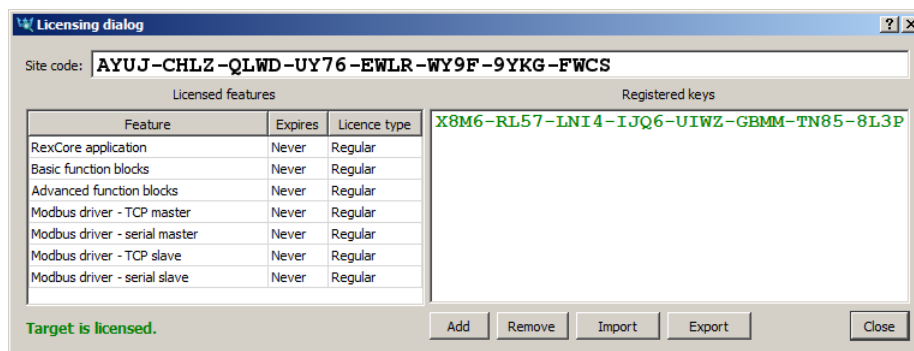 Licensing dialog
Site code: AYUJ-CHLZ-QLWD-UY76-EWLR-WY9F-9YKG-FWCS
Licensed features
Registered keys
Feature Expires Licence type
RexCore application Never Regular
Basic function blocks Never Regular
Advanced function blocks Never Regular
Modbus driver - TCP master Never Regular
Modbus driver - serial master Never Regular
Modbus driver - TCP slave Never Regular
Modbus driver - serial slave Never Regular
X8M6-RL57-LNI4-IJQ6-UIWZ-GBMM-TN85-8L3P
Target is licensed.
Add Remove Import Export Close